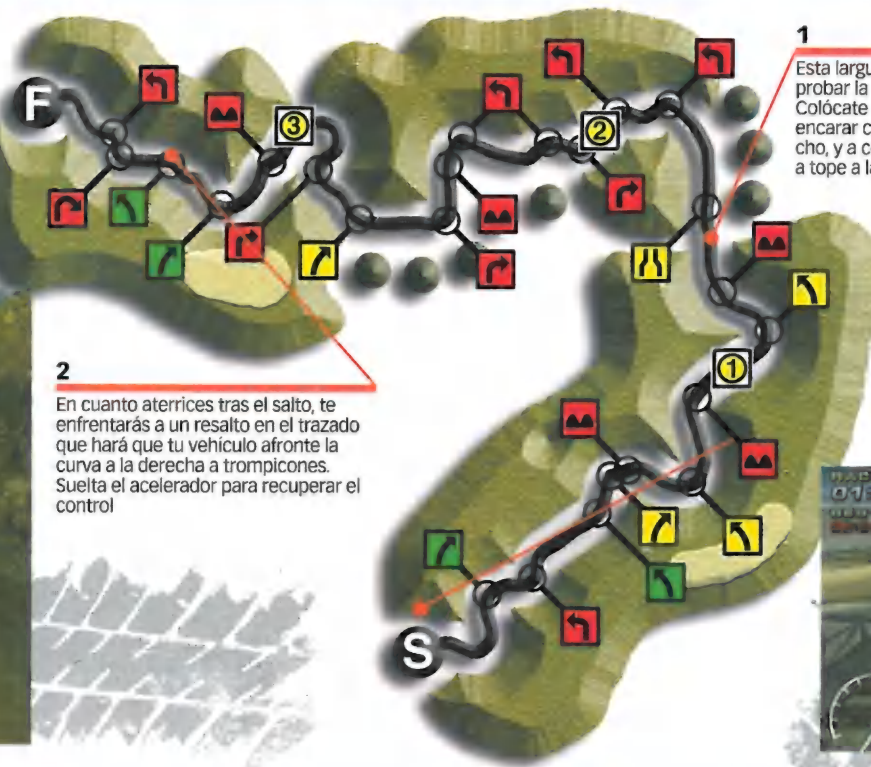 1
Esta
probar la
Colócate
encarar
cho, y a
a tope a
F
3
2
1
2
En cuanto aterrices tras el salto, te
enfrentarás a un resalto en el trazado
que hará que tu vehículo afronte la
curva a la derecha a trompicones.
Suelta el acelerador para recuperar el
control
S